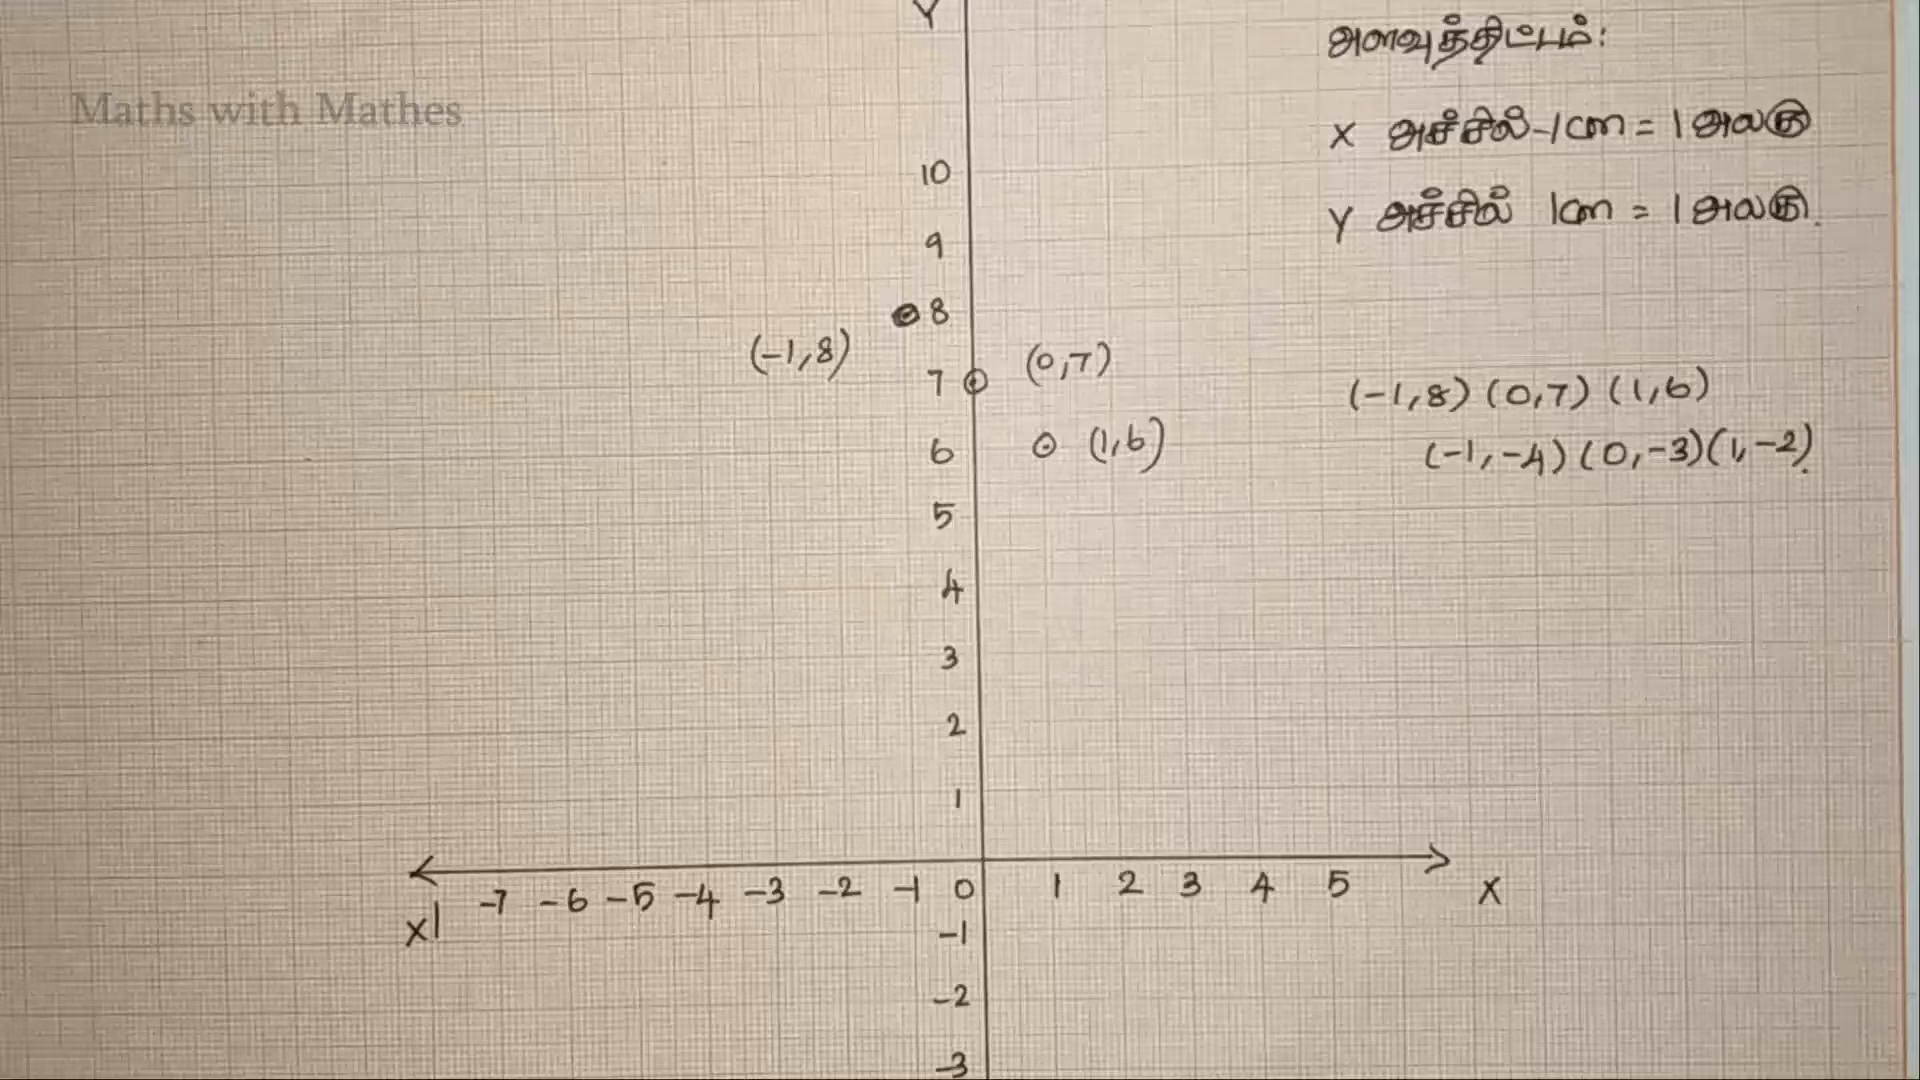 Y
அளவுத்திட்டம்:
Maths with Mathes
X அச்சில் -1cm = 1 அலகு
Y அச்சில் 1cm = 1 அலகு.
10
9
8
(-1,8)
(0,7)
7
(-1,8) (0,7) (1,6)
6
(1,6)
(-1,-4) (0,-3) (1,-2).
5
4
3
2
1
-7 -6 -5 -4 -3 -2 -1 0 1 2 3 4 5 X
X|
-1
-2
-3